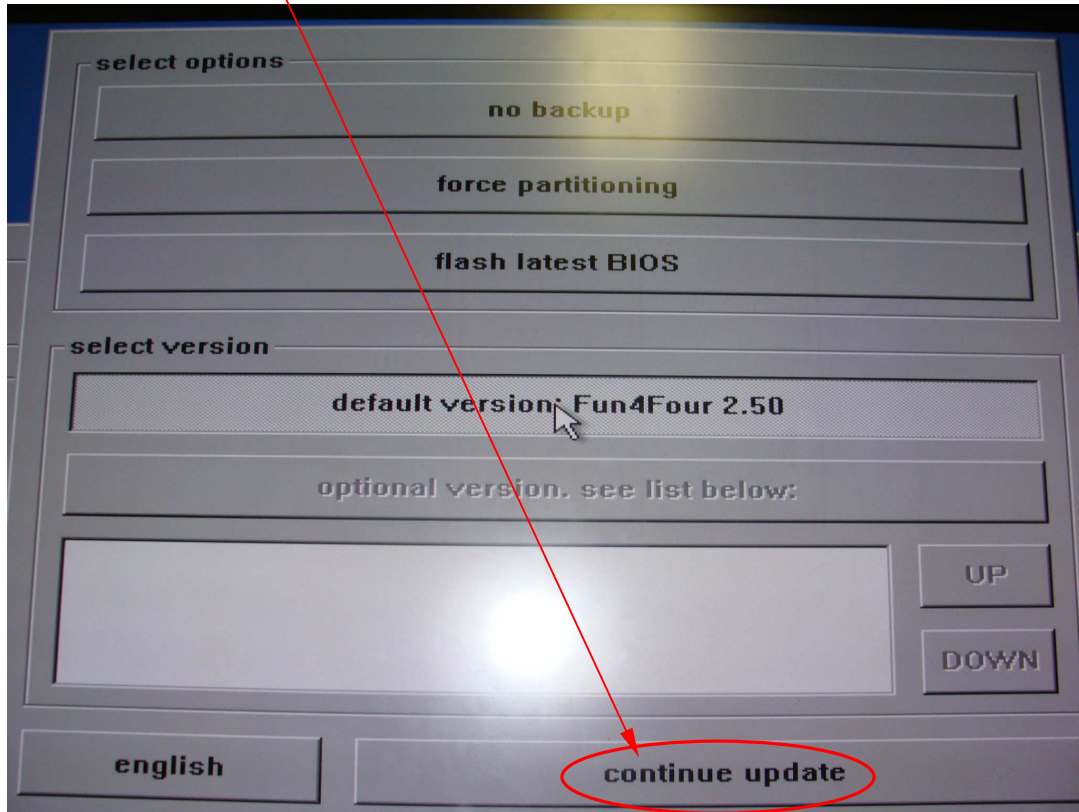 select options
no backup
force partitioning
flash latest BIOS
select version
default version: Fun4Four 2.50
optional version. see list below:
UP
DOWN
english
continue update